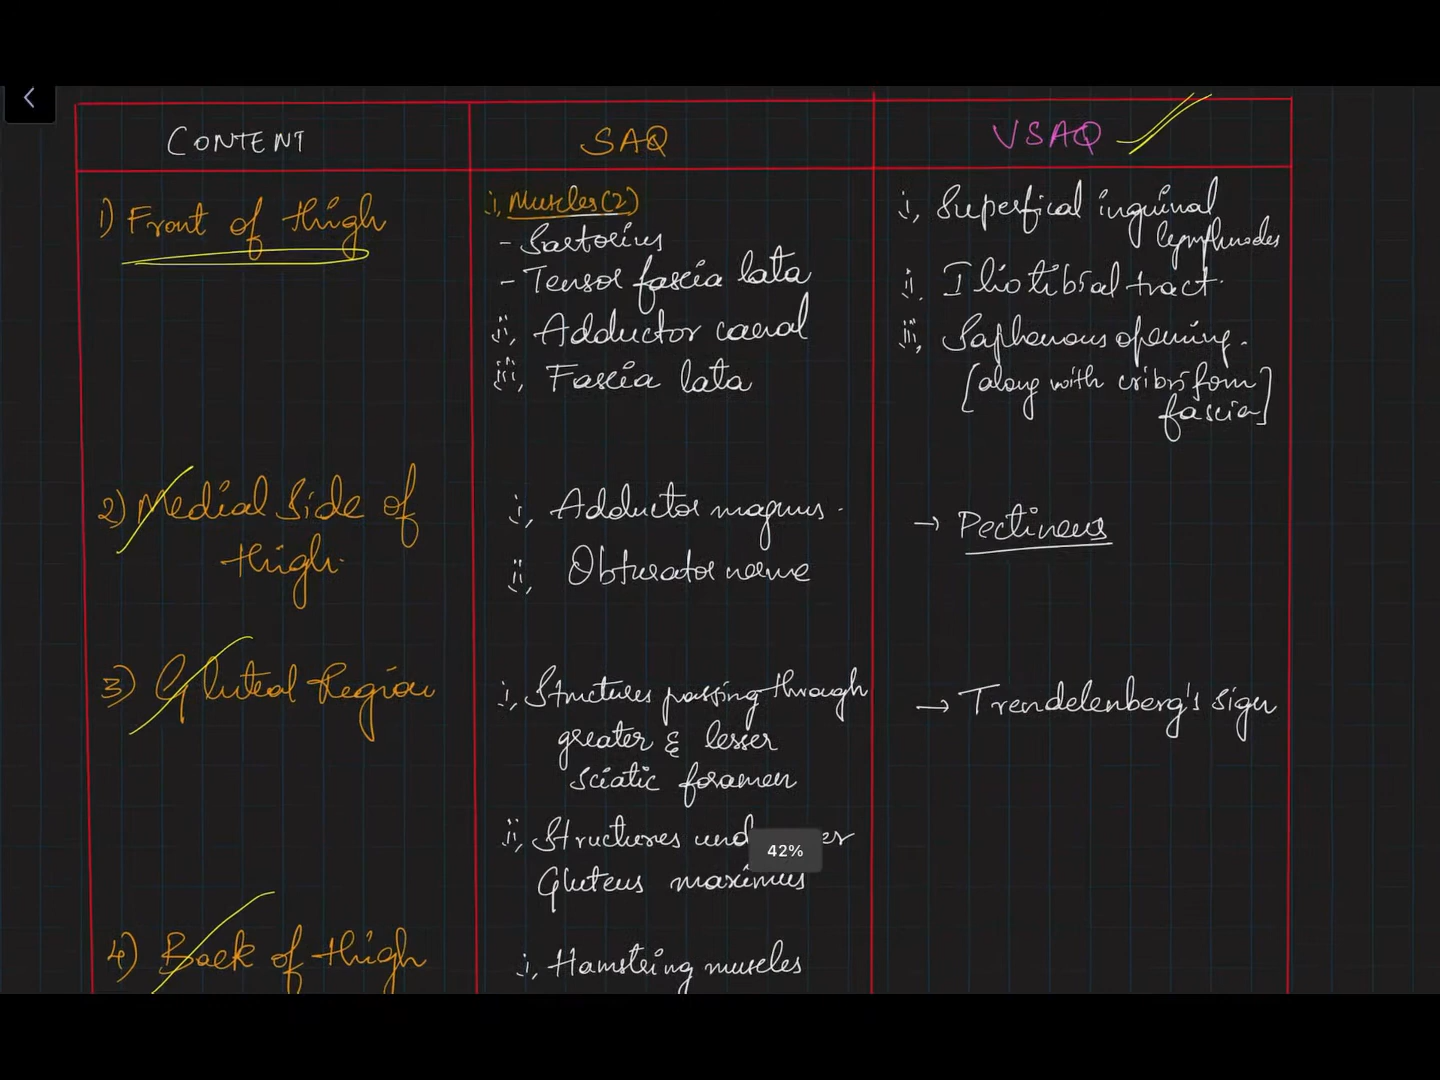 CONTENT SAQ VSAQ
1) Front of thigh
i, Muscles(2)
- Sartorius
- Tensor fascia lata
ii, Adductor canal
iii, Fascia lata
i, Superfical inguinal
lymphnodes
ii. Iliotibial tract.
iii, Saphenous opening.
[along with cribriform
fascia]
2) Medial Side of
thigh.
i, Adductor magnus.
ii, Obturator nerve
→ Pectineus
3) Gluteal Region
i, Structures passing through
greater & lesser
sciatic foramen
ii, Structures und er
Gluteus maximus
→ Trendelenberg's sign
42%
4) Back of thigh
i, Hamstring muscles